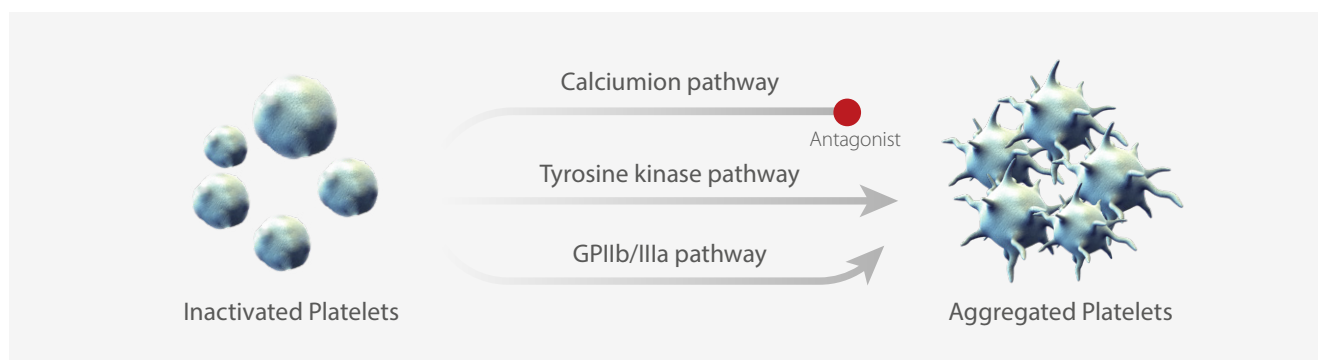 Calciumion pathway
Antagonist
Tyrosine kinase pathway
GPIIb/IIIa pathway
Inactivated Platelets
Aggregated Platelets